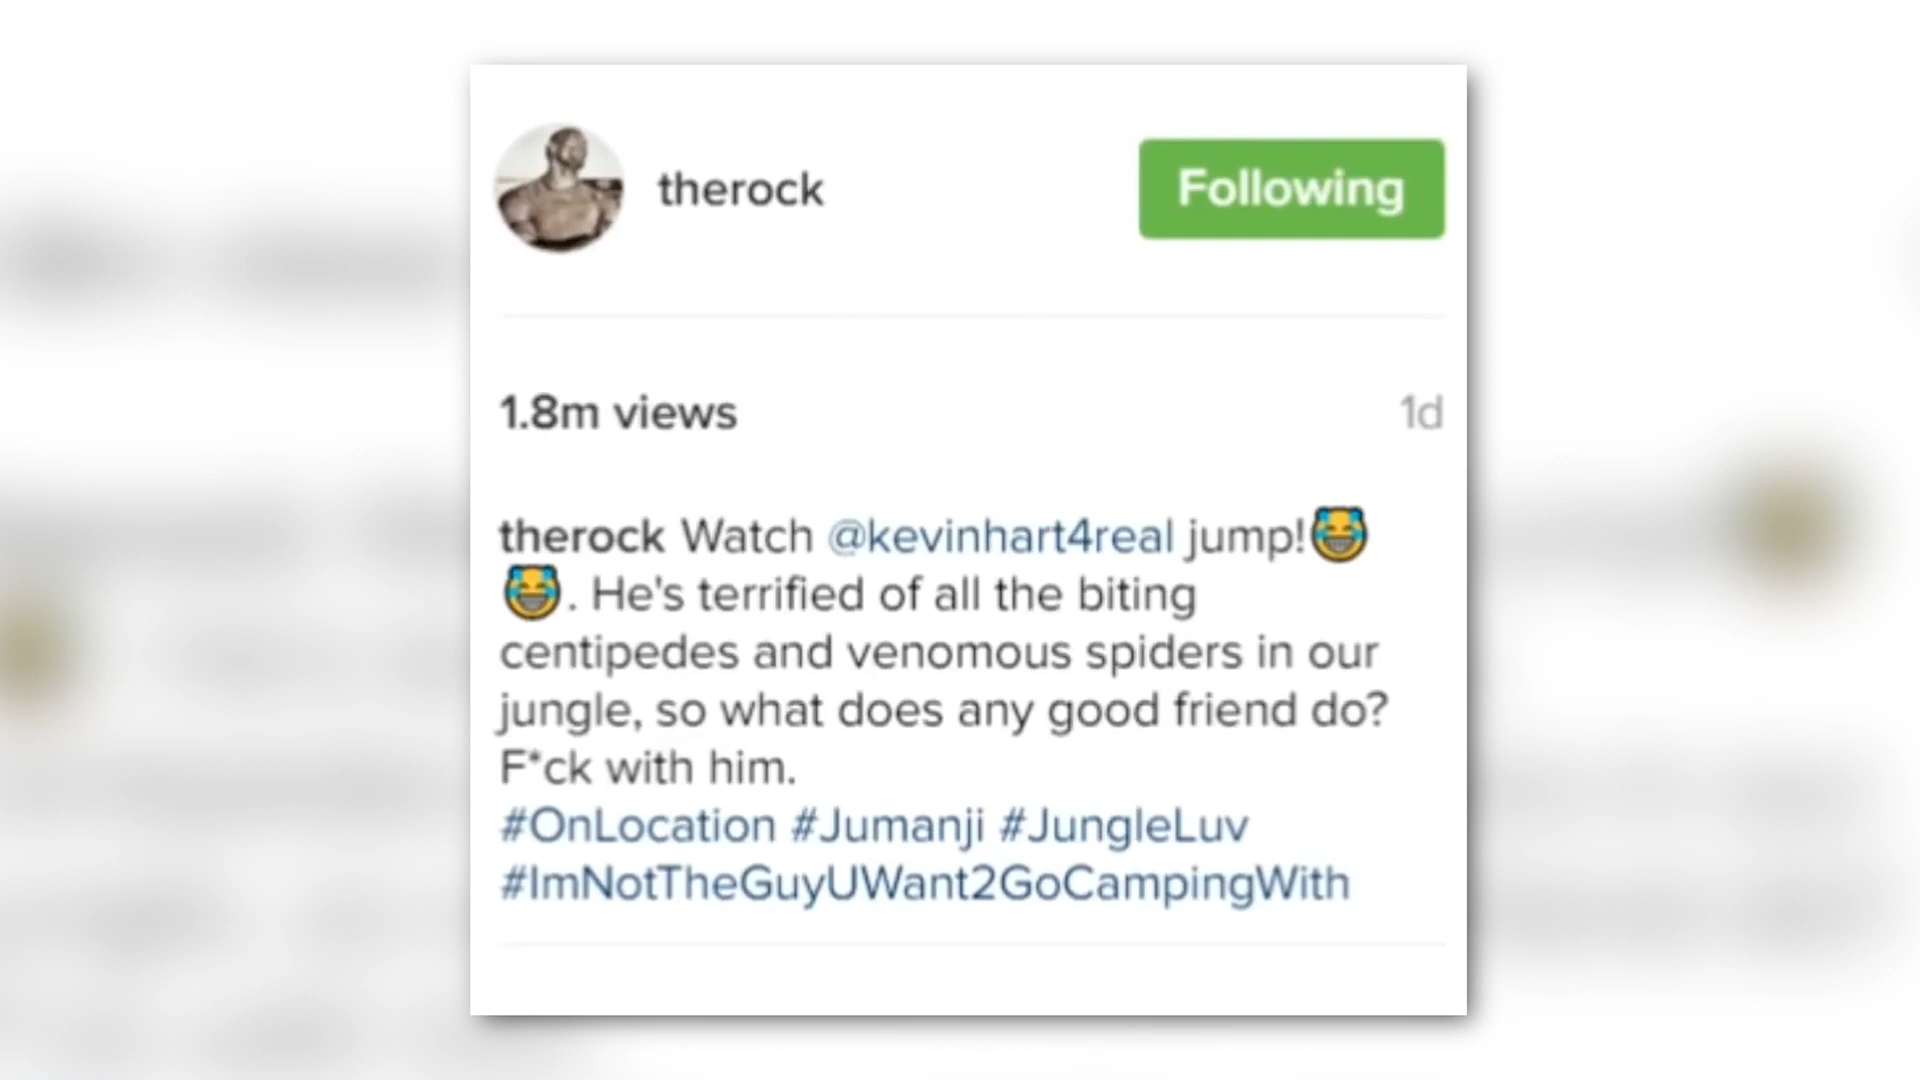 therock
Following
1.8m views
1d
therock Watch @kevinhart4real jump!😂
😂. He's terrified of all the biting
centipedes and venomous spiders in our
jungle, so what does any good friend do?
F*ck with him.
#OnLocation #Jumanji #JungleLuv
#ImNotTheGuyUWant2GoCampingWith